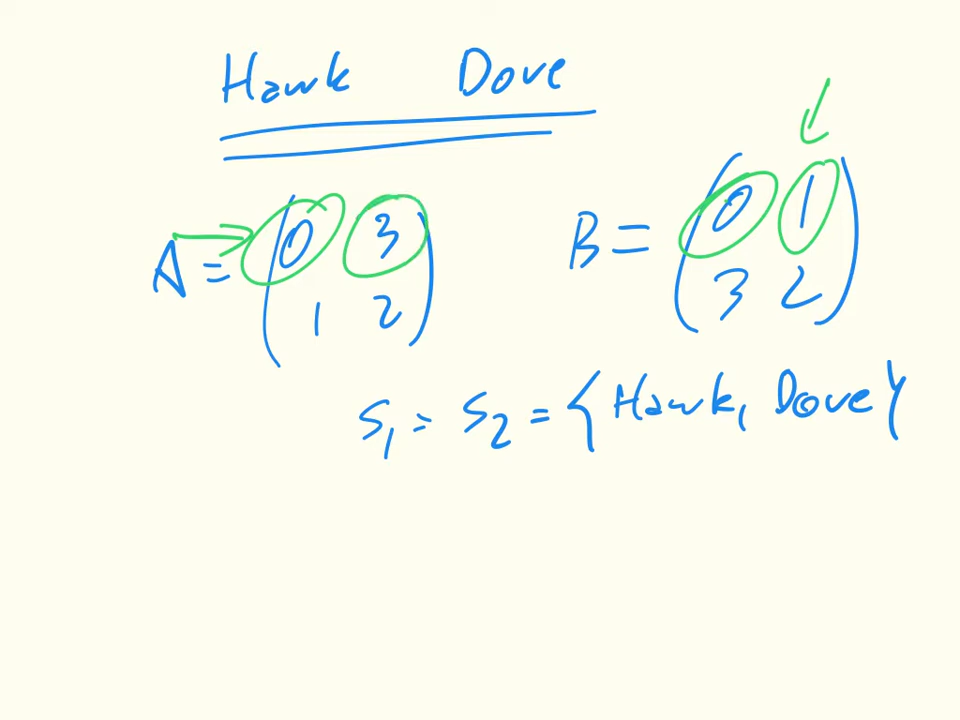 Hawk Dove
A = (0 3
1 2)
B = (0 1
3 2)
S₁ = S₂ = {Hawk, Dove}